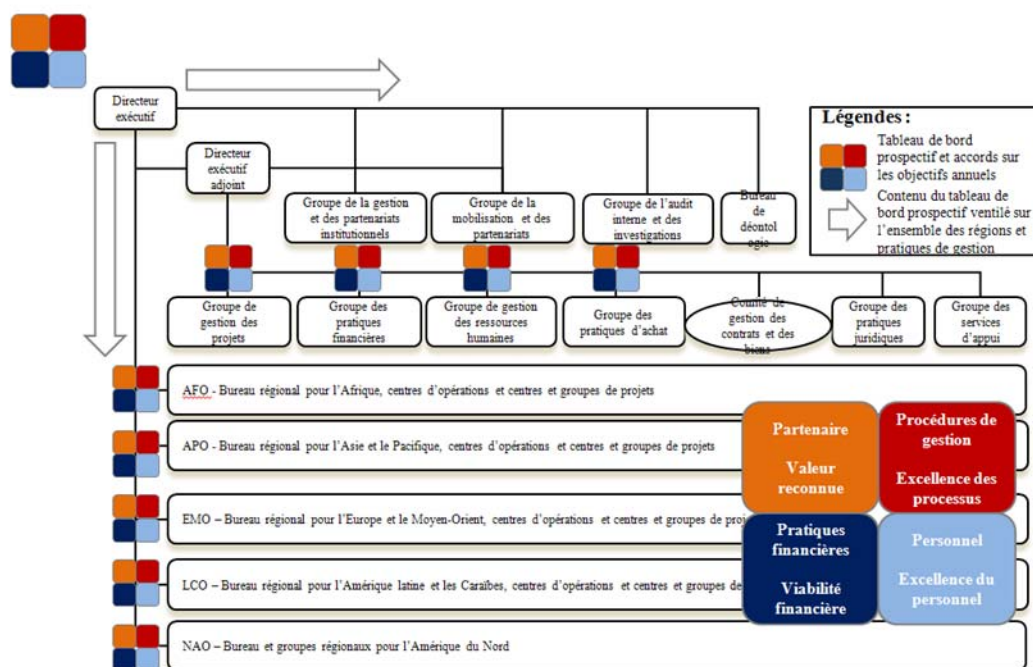 Directeur
exécutif
Directeur
exécutif
adjoint
Groupe de la gestion
et des partenariats
institutionnels
Groupe de la
mobilisation et des
partenariats
Groupe de l'audit
interne et des
investigations
Bureau
de
déontol
ogie
Légendes :
Tableau de bord
prospectif et accords sur
les objectifs annuels
Contenu du tableau de
bord prospectif ventilé sur
l'ensemble des régions et
pratiques de gestion
Groupe de
gestion des
projets
Groupe des
pratiques
financières
Groupe de gestion
des ressources
humaines
Groupe des
pratiques d'achat
Comité de
gestion des
contrats et des
biens
Groupe des
pratiques
juridiques
Groupe des
services
d'appui
AFO - Bureau régional pour l'Afrique, centres d'opérations et centres et groupes de projets
APO - Bureau régional pour l'Asie et le Pacifique, centres d'opérations et centres et groupes de projets
EMO – Bureau régional pour l'Europe et le Moyen-Orient, centres d'opérations et centres et groupes de proj
LCO – Bureau régional pour l'Amérique latine et les Caraïbes, centres d'opérations et centres et groupes de
NAO – Bureau et groupes régionaux pour l'Amérique du Nord
Partenaire
Valeur
reconnue
Procédures de
gestion
Excellence des
processus
Pratiques
financières
Viabilité
financière
Personnel
Excellence du
personnel